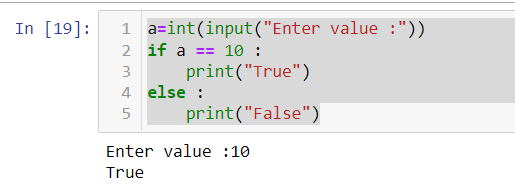 In [19]: 1 a=int(input("Enter value :"))
2 if a == 10 :
3     print("True")
4 else :
5     print("False")
Enter value :10
True